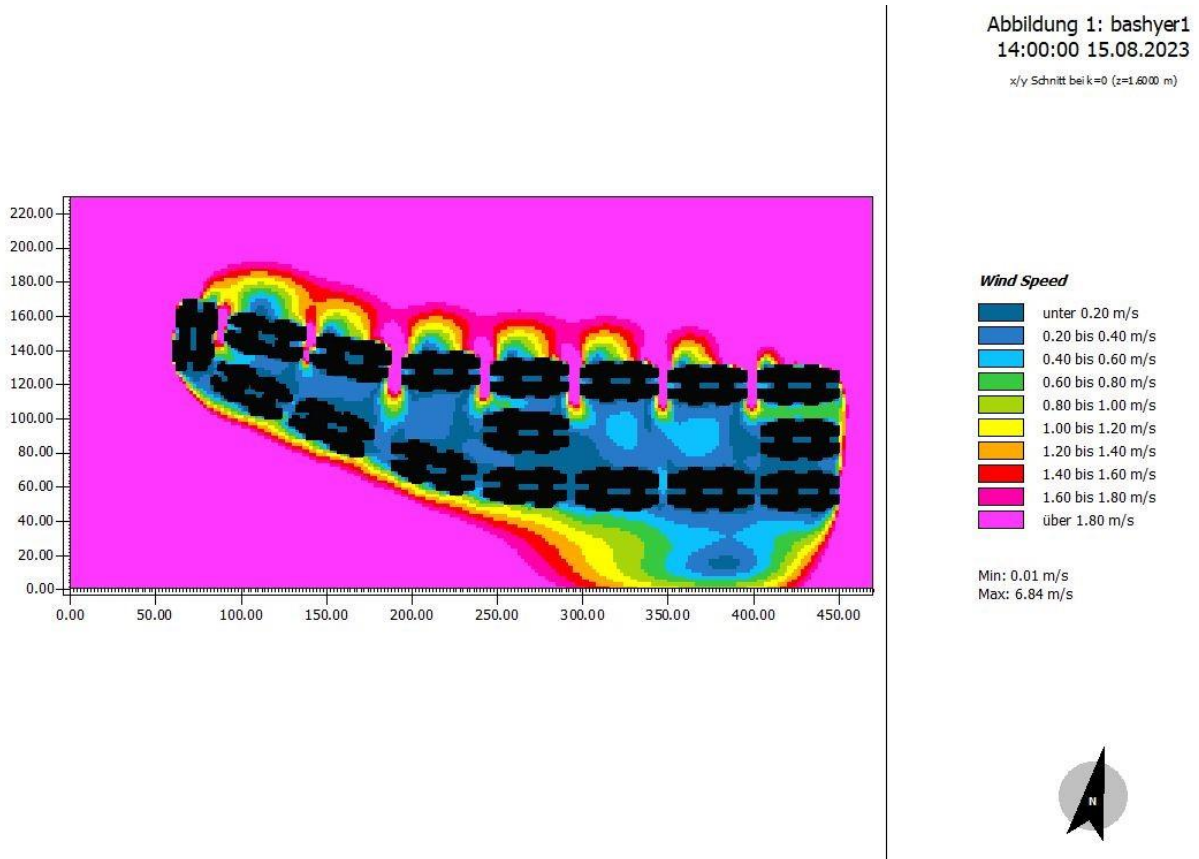 Abbildung 1: bashyer1
14:00:00 15.08.2023
x/y Schnitt bei k=0 (z=1.6000 m)
220.00
200.00
180.00
160.00
140.00
120.00
100.00
80.00
60.00
40.00
20.00
0.00
0.00 50.00 100.00 150.00 200.00 250.00 300.00 350.00 400.00 450.00
Wind Speed
unter 0.20 m/s
0.20 bis 0.40 m/s
0.40 bis 0.60 m/s
0.60 bis 0.80 m/s
0.80 bis 1.00 m/s
1.00 bis 1.20 m/s
1.20 bis 1.40 m/s
1.40 bis 1.60 m/s
1.60 bis 1.80 m/s
über 1.80 m/s
Min: 0.01 m/s
Max: 6.84 m/s
N